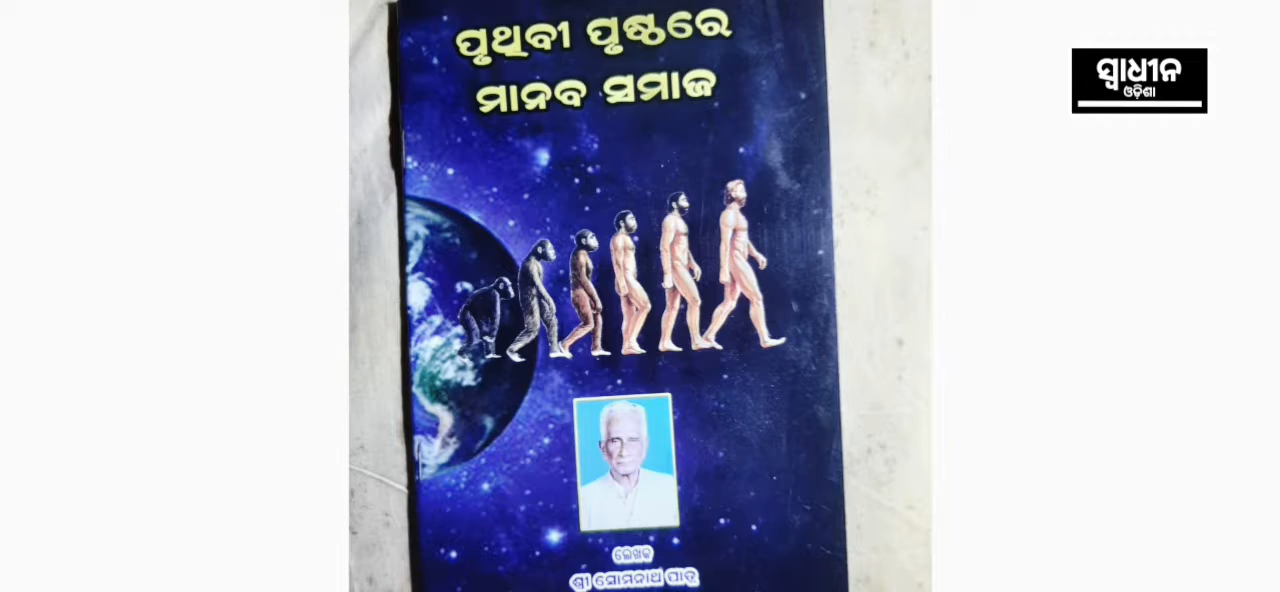 ପୃଥିବୀ ପୃଷ୍ଠରେ
ମାନବ ସମାଜ
ସ୍ୱାଧୀନ
ଓଡ଼ିଶା
ଲେଖକ
ଶ୍ରୀ ସୋମନାଥ ପାତ୍ର